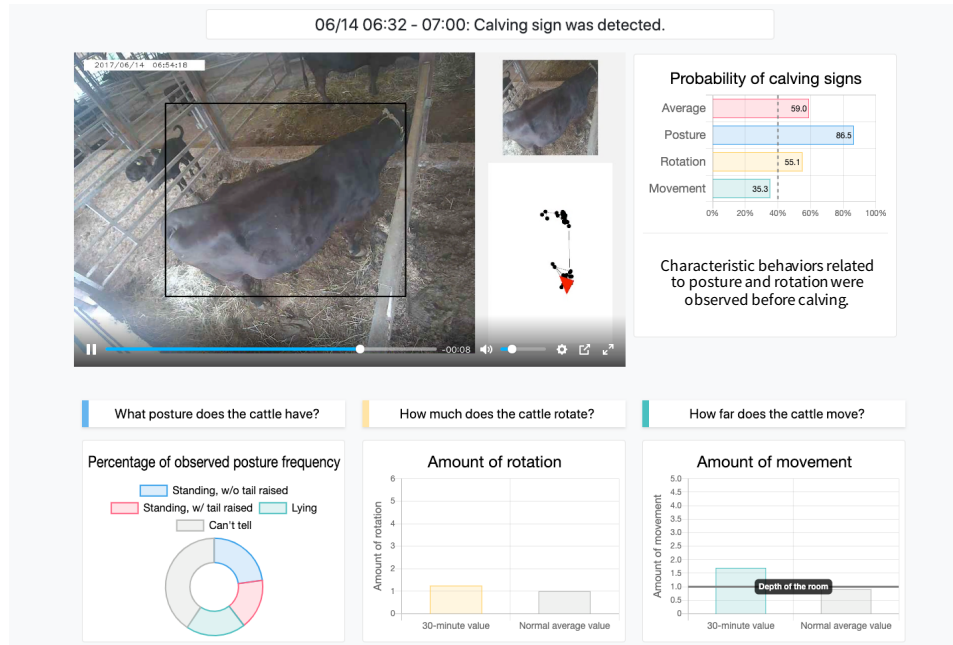 06/14 06:32 - 07:00: Calving sign was detected.
2017/06/14 06:54:18
-00:08
Probability of calving signs
Average
59.0
Posture
86.5
Rotation
55.1
Movement
35.3
0% 20% 40% 60% 80% 100%
Characteristic behaviors related
to posture and rotation were
observed before calving.
What posture does the cattle have?
Percentage of observed posture frequency
Standing, w/o tail raised
Standing, w/ tail raised Lying
Can't tell
How much does the cattle rotate?
Amount of rotation
Amount of rotation
6
5
4
3
2
1
0
30-minute value Normal average value
How far does the cattle move?
Amount of movement
Amount of movement
5.0
4.5
4.0
3.5
3.0
2.5
2.0
1.5
1.0
0.5
0
Depth of the room
30-minute value Normal average value